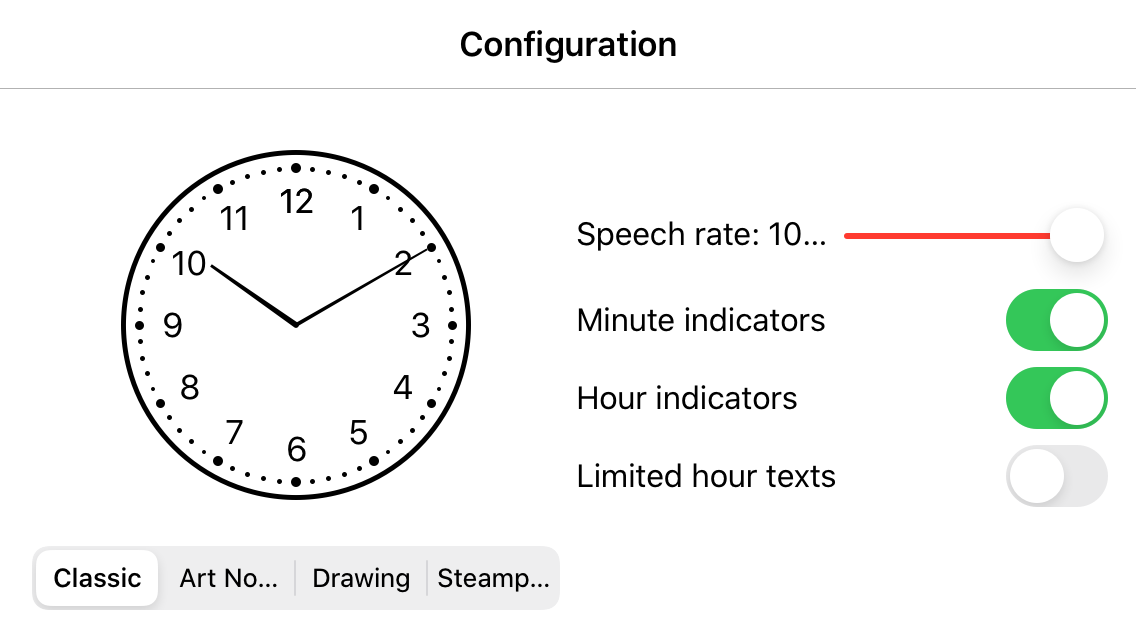 Configuration
12
11
1
10
2
9
3
8
4
7
5
6
Speech rate: 10...
Minute indicators
Hour indicators
Limited hour texts
Classic
Art No...
Drawing
Steamp...